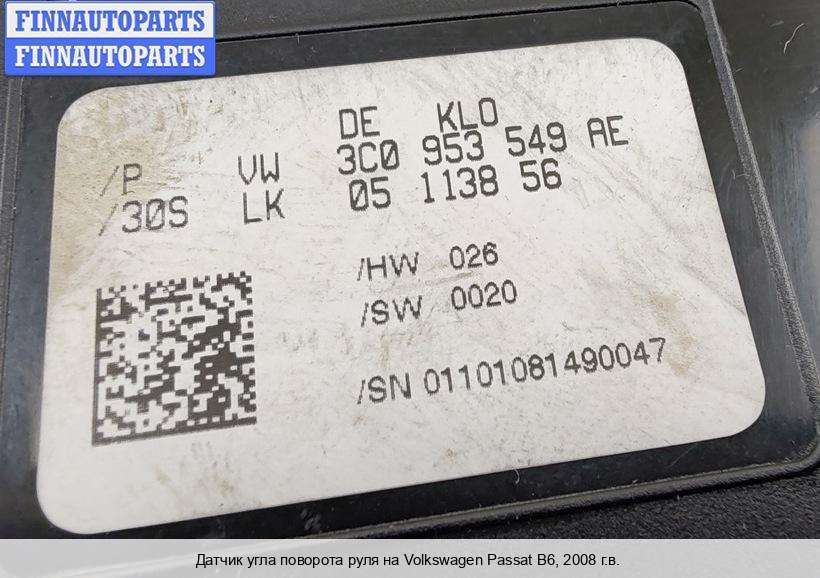 FINNAUTOPARTS
FINNAUTOPARTS
DE KLO
/P VW 3C0 953 549 AE
/30S LK 05 1138 56
/HW 026
/SW 0020
/SN 01101081490047
Датчик угла поворота руля на Volkswagen Passat B6, 2008 г.в.